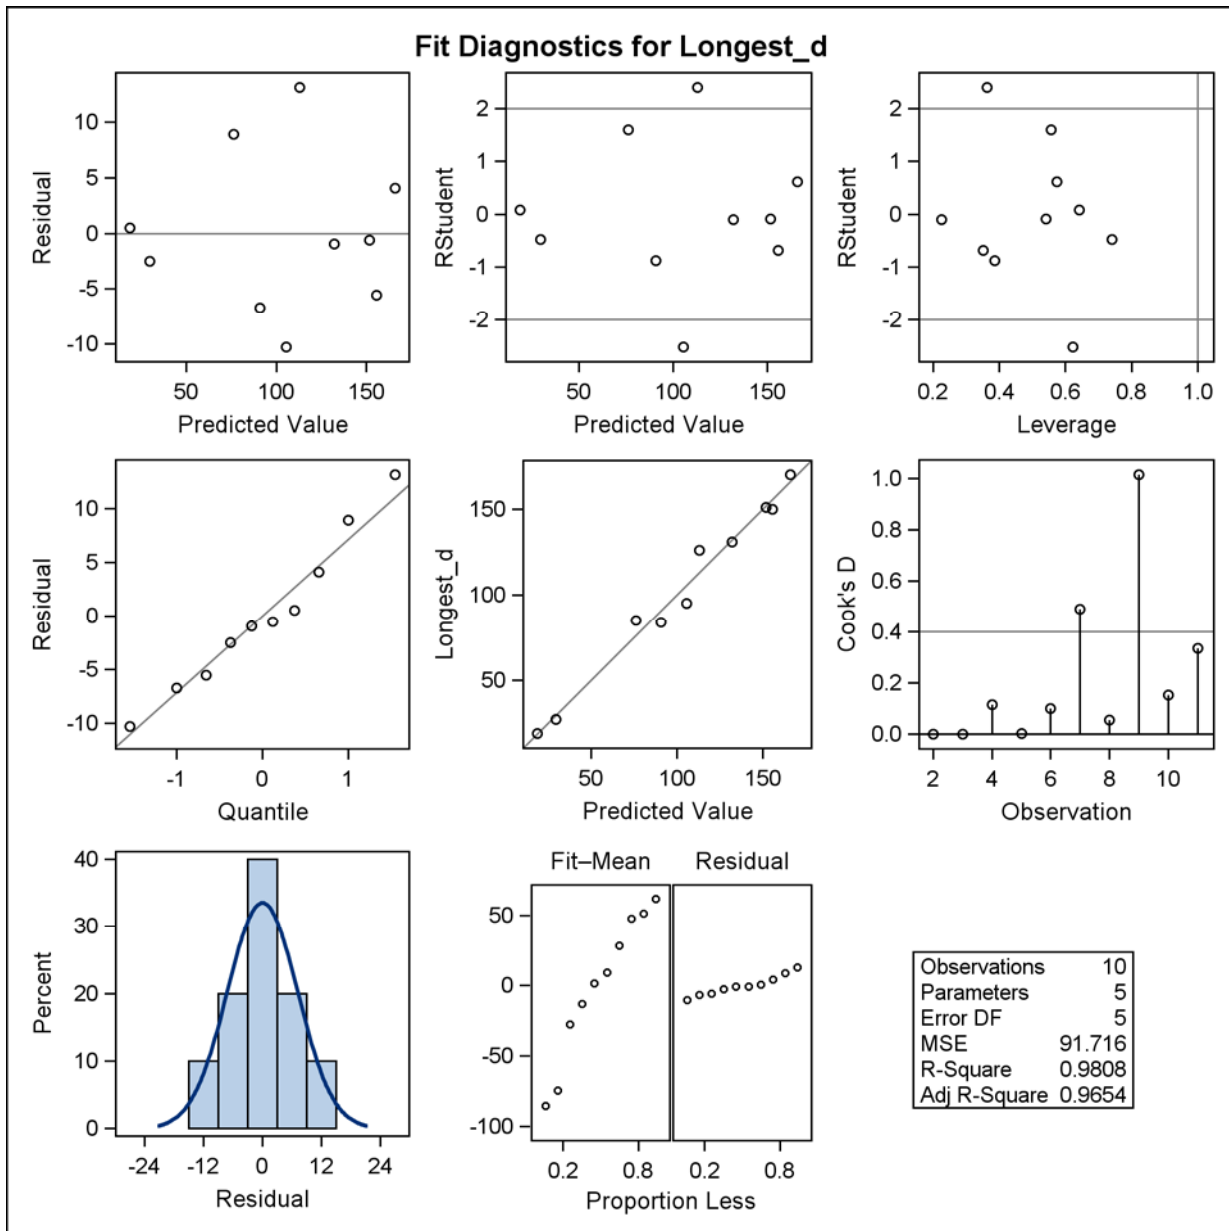 Fit Diagnostics for Longest_d
Residual
10
5
0
-5
-10
50 100 150
Predicted Value
RStudent
2
1
0
-1
-2
50 100 150
Predicted Value
RStudent
2
1
0
-1
-2
0.2 0.4 0.6 0.8 1.0
Leverage
Residual
10
5
0
-5
-10
-1 0 1
Quantile
Longest_d
150
100
50
50 100 150
Predicted Value
Cook's D
1.0
0.8
0.6
0.4
0.2
0.0
2 4 6 8 10
Observation
Percent
40
30
20
10
0
-24 -12 0 12 24
Residual
Fit–Mean Residual
50
0
-50
-100
0.2 0.8 0.2 0.8
Proportion Less
Observations 10
Parameters 5
Error DF 5
MSE 91.716
R-Square 0.9808
Adj R-Square 0.9654